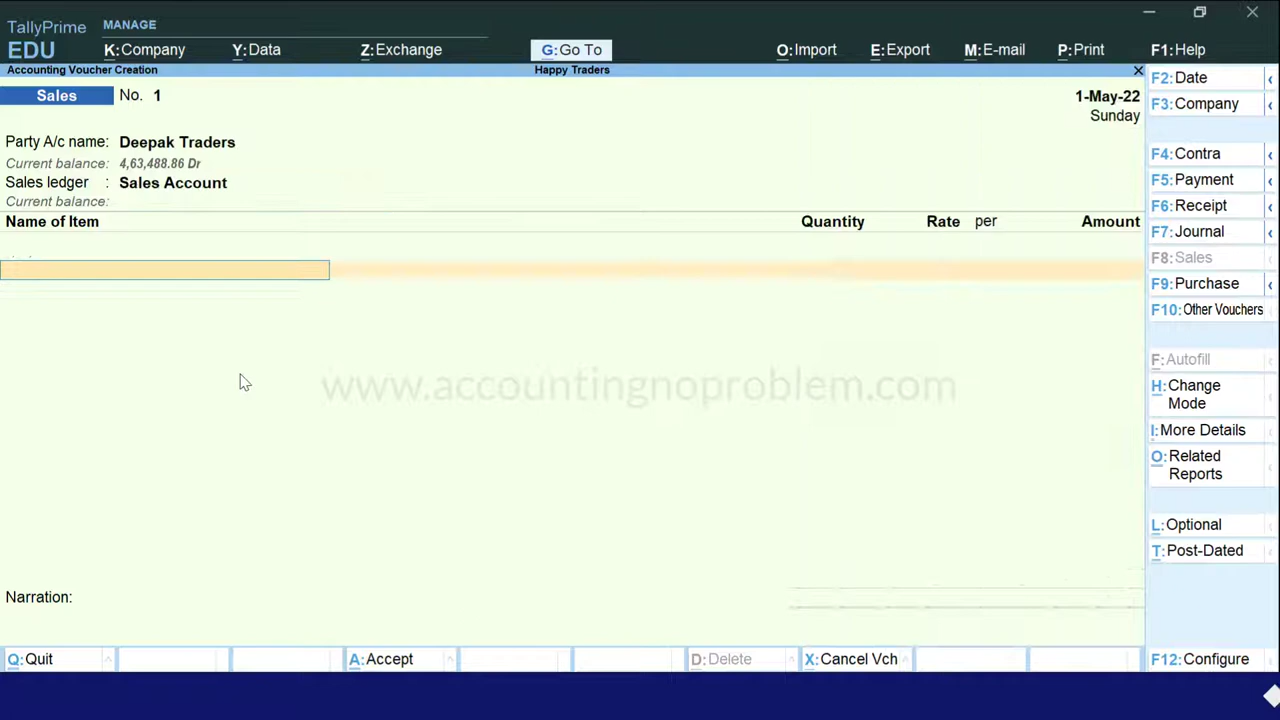 TallyPrime MANAGE
EDU K:Company Y:Data Z:Exchange G:Go To O:Import E:Export M:E-mail P:Print F1:Help
Accounting Voucher Creation Happy Traders
Sales No. 1 1-May-22
Sunday
Party A/c name: Deepak Traders
Current balance: 4,63,488.86 Dr
Sales ledger : Sales Account
Current balance:
Name of Item Quantity Rate per Amount
www.accountingnoproblem.com
Narration:
Q:Quit A:Accept D:Delete X:Cancel Vch F12:Configure
F2:Date
F3:Company
F4:Contra
F5:Payment
F6:Receipt
F7:Journal
F8:Sales
F9:Purchase
F10:Other Vouchers
F:Autofill
H:Change
Mode
I:More Details
O:Related
Reports
L:Optional
T:Post-Dated